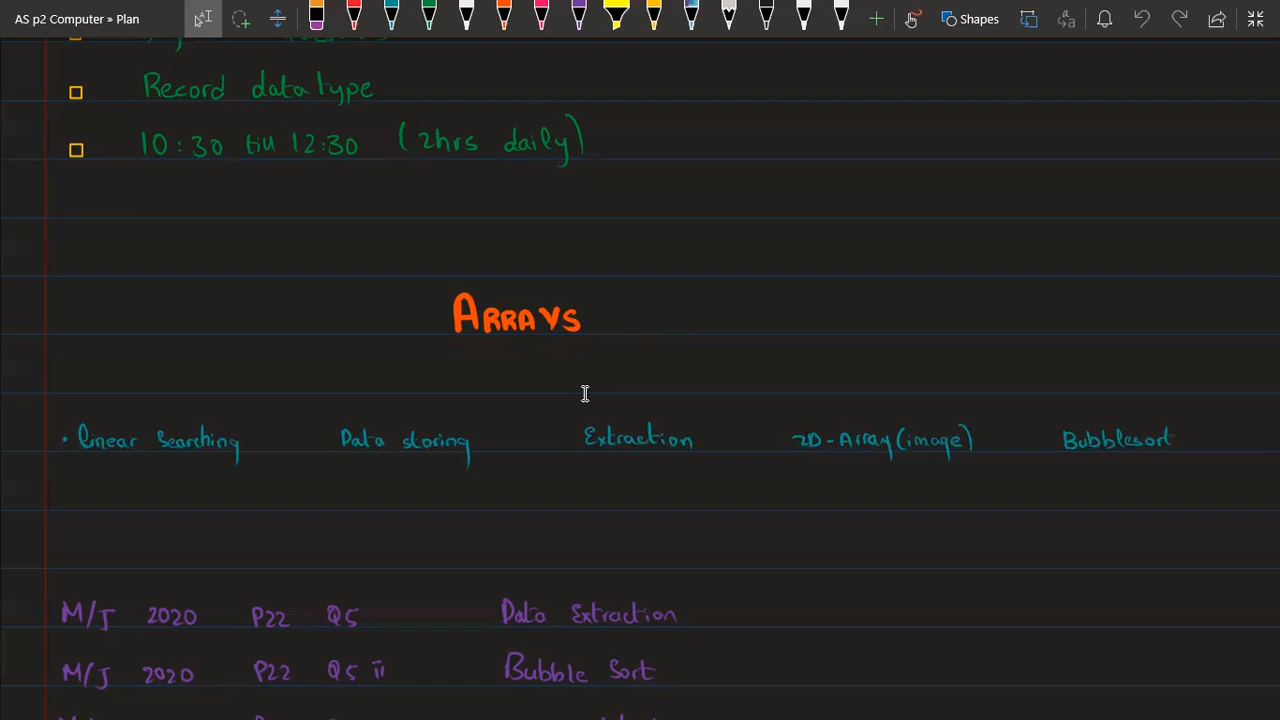 AS p2 Computer » Plan
Shapes
Record datatype
10:30 till 12:30 (2hrs daily)
ARRAYS
• linear Searching Data storing Extraction 2D-Array(image) Bubblesort
M/J 2020 P22 Q5 Data Extraction
M/J 2020 P22 Q5 ii Bubble Sort